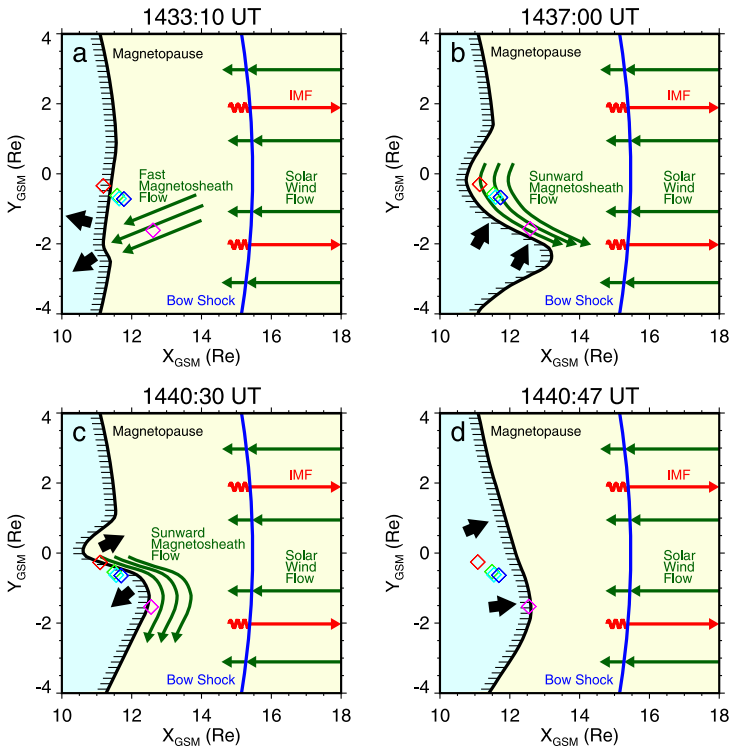 1433:10 UT
a
Magnetopause
IMF
Fast
Magnetosheath
Flow
Solar
Wind
Flow
Bow Shock
4
2
0
-2
-4
Y_GSM (Re)
10 12 14 16 18
X_GSM (Re)
1437:00 UT
b
Magnetopause
IMF
Sunward
Magnetosheath
Flow
Solar
Wind
Flow
Bow Shock
4
2
0
-2
-4
Y_GSM (Re)
10 12 14 16 18
X_GSM (Re)
1440:30 UT
c
Magnetopause
IMF
Sunward
Magnetosheath
Flow
Solar
Wind
Flow
Bow Shock
4
2
0
-2
-4
Y_GSM (Re)
10 12 14 16 18
X_GSM (Re)
1440:47 UT
d
Magnetopause
IMF
Solar
Wind
Flow
Bow Shock
4
2
0
-2
-4
Y_GSM (Re)
10 12 14 16 18
X_GSM (Re)